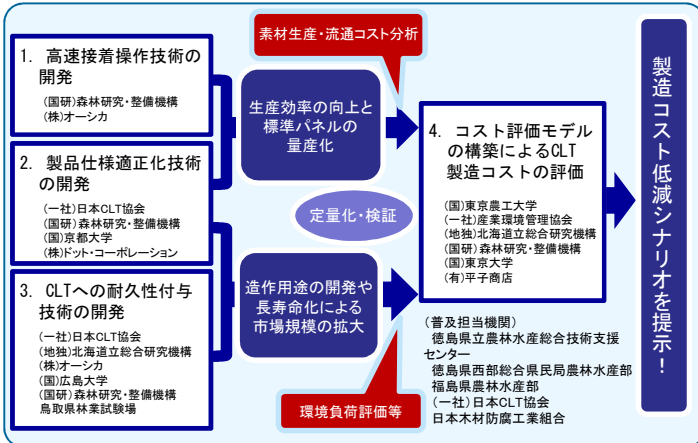 1. 高速接着操作技術の
開発
(国研)森林研究・整備機構
(株)オーシカ
2. 製品仕様適正化技術
の開発
(一社)日本CLT協会
(国研)森林研究・整備機構
(国)京都大学
(株)ドット・コーポレーション
3. CLTへの耐久性付与
技術の開発
(一社)日本CLT協会
(地独)北海道立総合研究機構
(株)オーシカ
(国)広島大学
(国研)森林研究・整備機構
鳥取県林業試験場
素材生産・流通コスト分析
生産効率の向上と
標準パネルの
量産化
定量化・検証
造作用途の開発や
長寿命化による
市場規模の拡大
環境負荷評価等
4. コスト評価モデル
の構築によるCLT
製造コストの評価
(国)東京農工大学
(一社)産業環境管理協会
(地独)北海道立総合研究機構
(国研)森林研究・整備機構
(国)東京大学
(有)平子商店
(普及担当機関)
徳島県立農林水産総合技術支援
センター
徳島県西部総合県民局農林水産部
福島県農林水産部
(一社)日本CLT協会
日本木材防腐工業組合
製造コスト低減シナリオを提示!